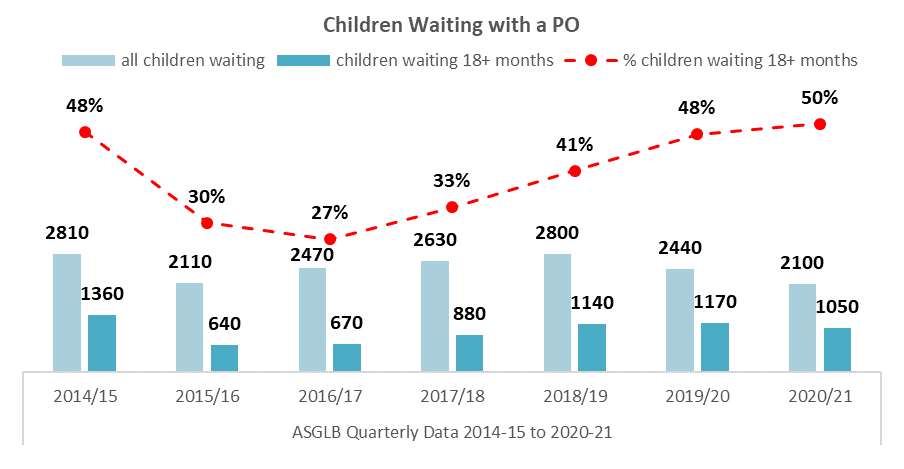 Children Waiting with a PO
all children waiting children waiting 18+ months % children waiting 18+ months
48% 30% 27% 33% 41% 48% 50%
2810 2110 2470 2630 2800 2440 2100
1360 640 670 880 1140 1170 1050
2014/15 2015/16 2016/17 2017/18 2018/19 2019/20 2020/21
ASGLB Quarterly Data 2014-15 to 2020-21